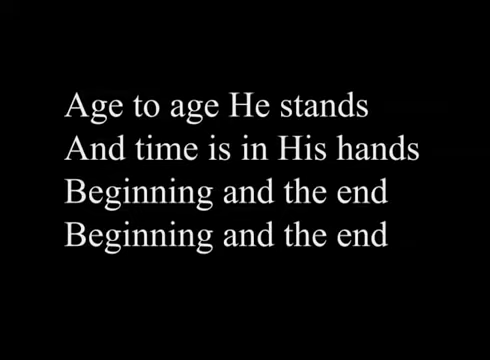 Age to age He stands
And time is in His hands
Beginning and the end
Beginning and the end